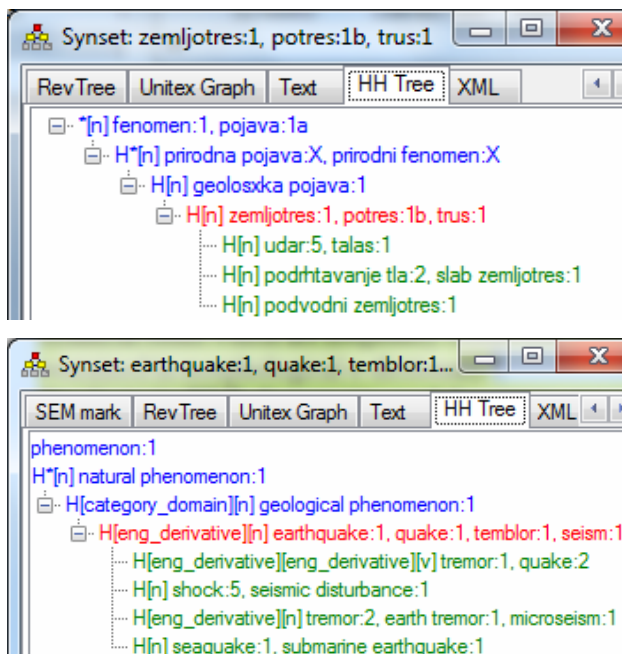 Synset: zemljotres:1, potres:1b, trus:1
RevTree Unitex Graph Text HH Tree XML
*[n] fenomen:1, pojava:1a
H*[n] prirodna pojava:X, prirodni fenomen:X
H[n] geolosxka pojava:1
H[n] zemljotres:1, potres:1b, trus:1
H[n] udar:5, talas:1
H[n] podrhtavanje tla:2, slab zemljotres:1
H[n] podvodni zemljotres:1
Synset: earthquake:1, quake:1, temblor:1...
SEM mark RevTree Unitex Graph Text HH Tree XML
phenomenon:1
H*[n] natural phenomenon:1
H[category_domain][n] geological phenomenon:1
H[eng_derivative][n] earthquake:1, quake:1, temblor:1, seism:1
H[eng_derivative][eng_derivative][v] tremor:1, quake:2
H[n] shock:5, seismic disturbance:1
H[eng_derivative][n] tremor:2, earth tremor:1, microseism:1
H[n] seaquake:1, submarine earthquake:1